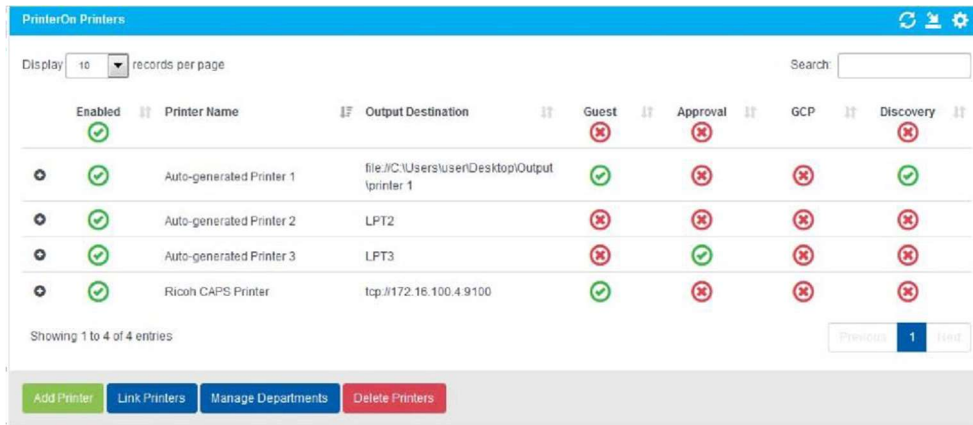 PrinterOn Printers
Display 10 records per page
Search:
Enabled Printer Name Output Destination Guest Approval GCP Discovery
Auto-generated Printer 1
file://C:\Users\user\Desktop\Output
\printer 1
Auto-generated Printer 2 LPT2
Auto-generated Printer 3 LPT3
Ricoh CAPS Printer tcp://172.16.100.4:9100
Showing 1 to 4 of 4 entries
Previous 1 Next
Add Printer Link Printers Manage Departments Delete Printers